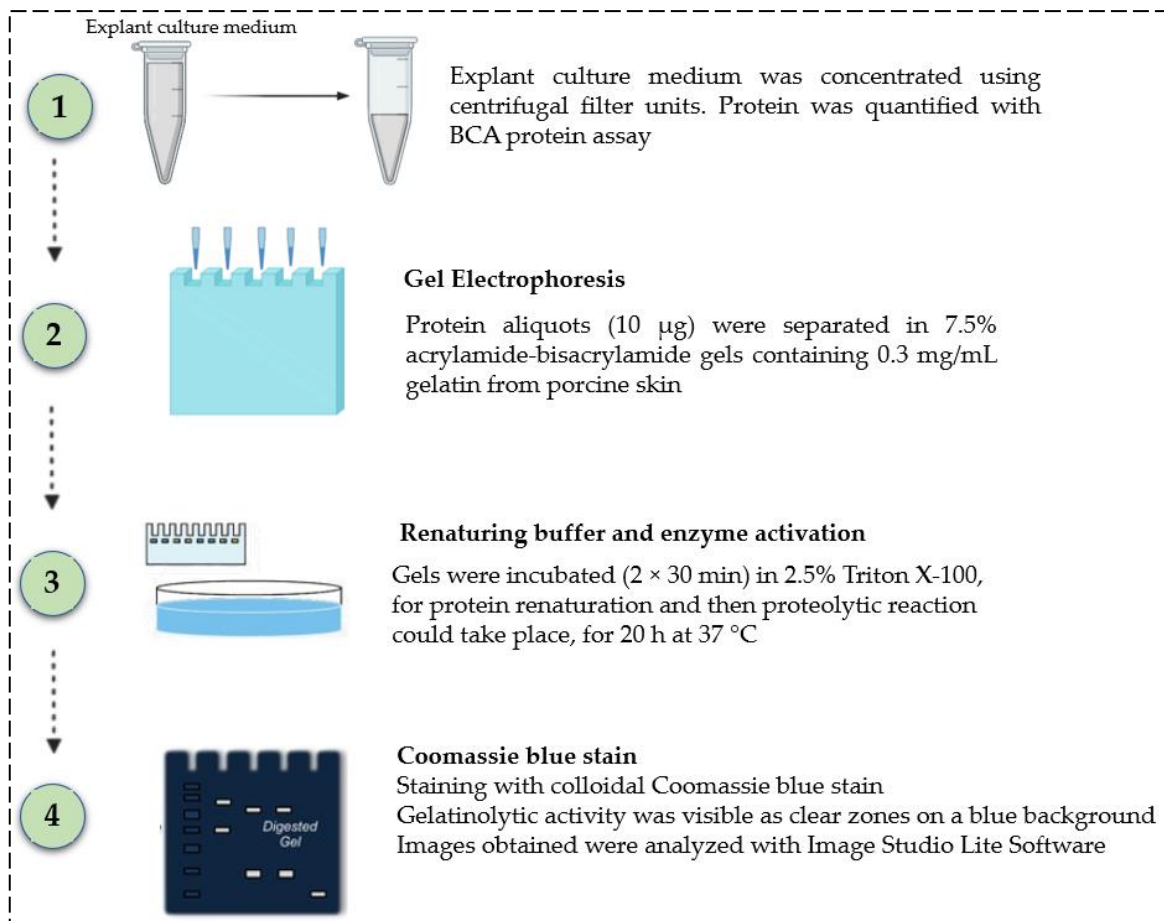 Explant culture medium
1
Explant culture medium was concentrated using
centrifugal filter units. Protein was quantified with
BCA protein assay
2
Gel Electrophoresis
Protein aliquots (10 µg) were separated in 7.5%
acrylamide-bisacrylamide gels containing 0.3 mg/mL
gelatin from porcine skin
3
Renaturing buffer and enzyme activation
Gels were incubated (2 × 30 min) in 2.5% Triton X-100,
for protein renaturation and then proteolytic reaction
could take place, for 20 h at 37 °C
4
Digested
Gel
Coomassie blue stain
Staining with colloidal Coomassie blue stain
Gelatinolytic activity was visible as clear zones on a blue background
Images obtained were analyzed with Image Studio Lite Software